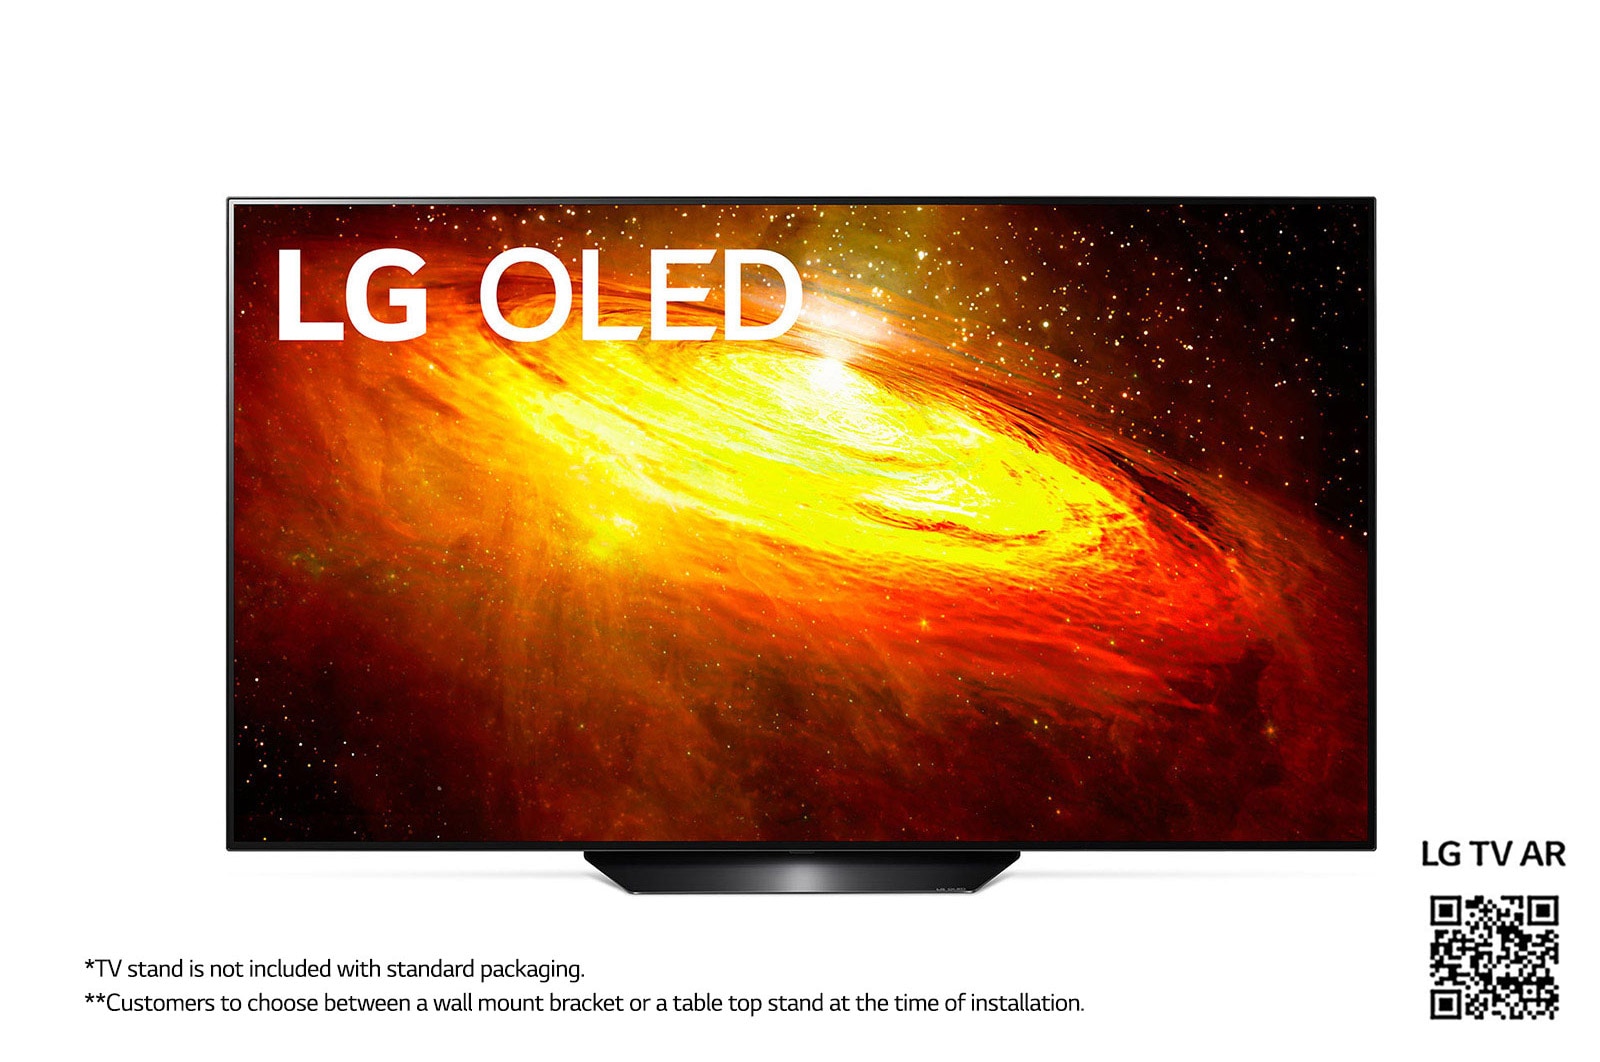 LG OLED
LG TV AR
*TV stand is not included with standard packaging.
**Customers to choose between a wall mount bracket or a table top stand at the time of installation.